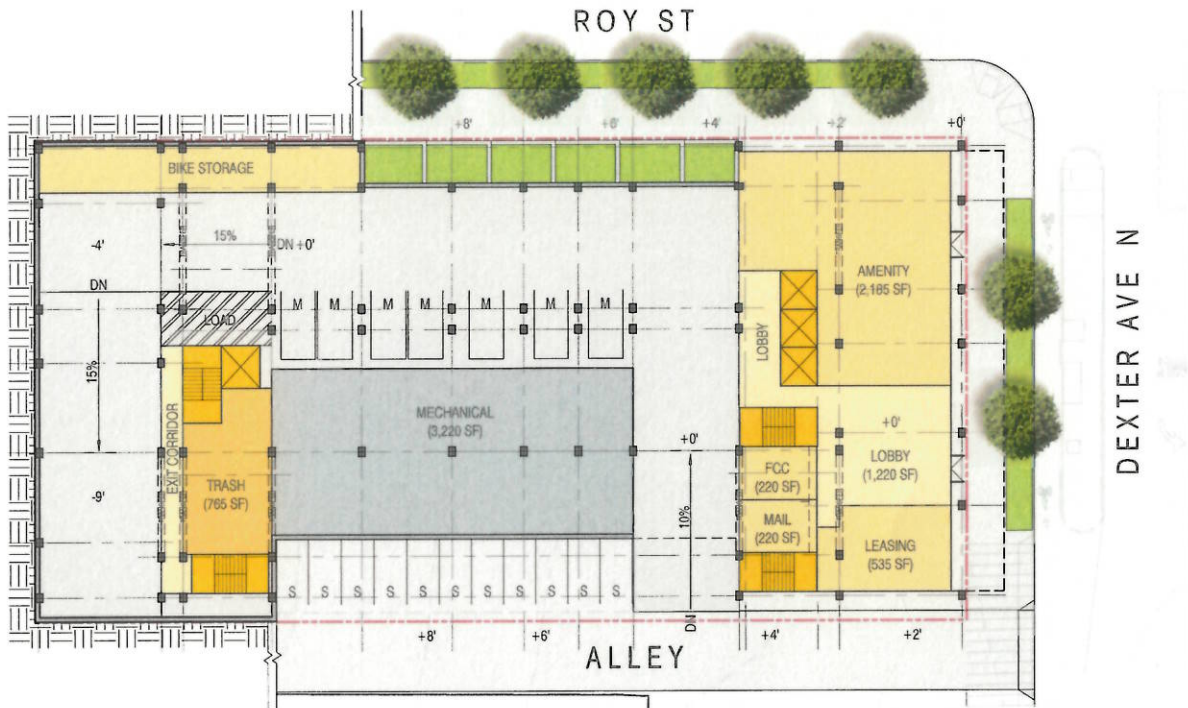 ROY ST
+8'
+6'
+4'
+2'
+0'
BIKE STORAGE
-4'
15%
DN +0'
DN
AMENITY
(2,185 SF)
M
M
M
M
M
M
M
LOAD
LOBBY
15%
EXIT CORRIDOR
MECHANICAL
(3,220 SF)
+0'
+0'
LOBBY
(1,220 SF)
DEXTER AVE N
-9'
TRASH
(765 SF)
FCC
(220 SF)
10%
MAIL
(220 SF)
LEASING
(535 SF)
S
S
S
S
S
S
S
S
S
S
S
DN
+8'
+6'
+4'
+2'
ALLEY